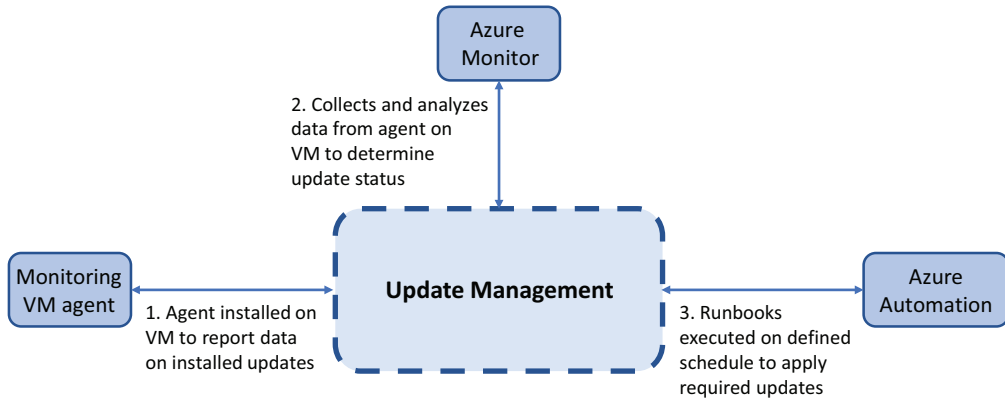 Azure
Monitor
2. Collects and analyzes
data from agent on
VM to determine
update status
Monitoring
VM agent
1. Agent installed on
VM to report data
on installed updates
Update Management
3. Runbooks
executed on defined
schedule to apply
required updates
Azure
Automation